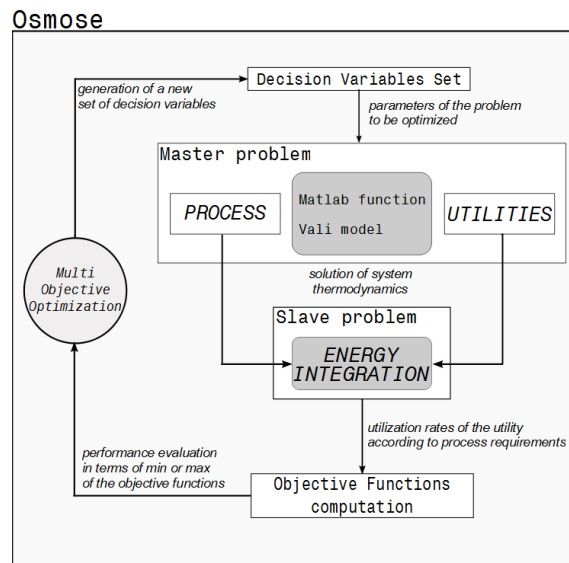 Osmose
generation of a new
set of decision variables
Decision Variables Set
parameters of the problem
to be optimized
Master problem
PROCESS
Matlab function
Vali model
UTILITIES
Multi
Objective
Optimization
solution of system
thermodynamics
Slave problem
ENERGY
INTEGRATION
utilization rates of the utility
according to process requirements
performance evaluation
in terms of min or max
of the objective functions
Objective Functions
computation